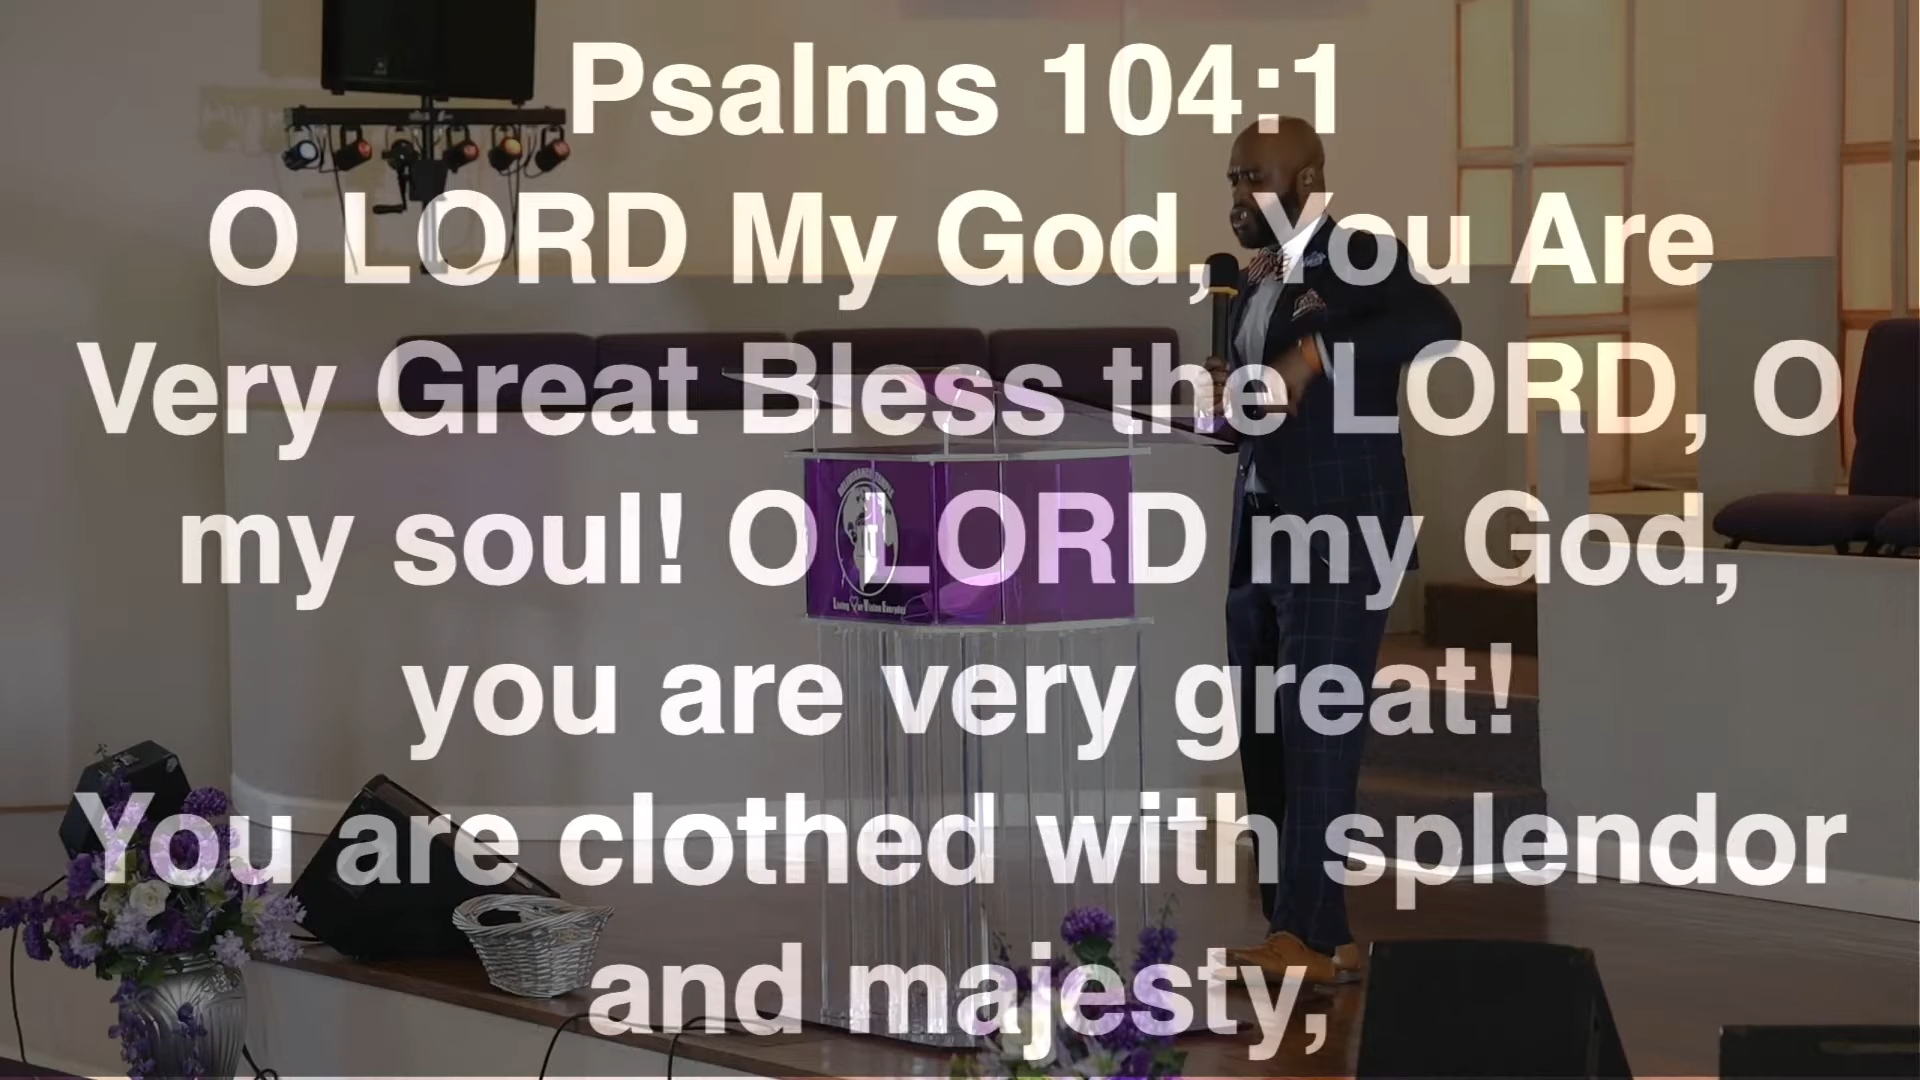 Psalms 104:1
O LORD My God, You Are
Very Great Bless the LORD, O
my soul! O LORD my God,
you are very great!
You are clothed with splendor
and majesty,